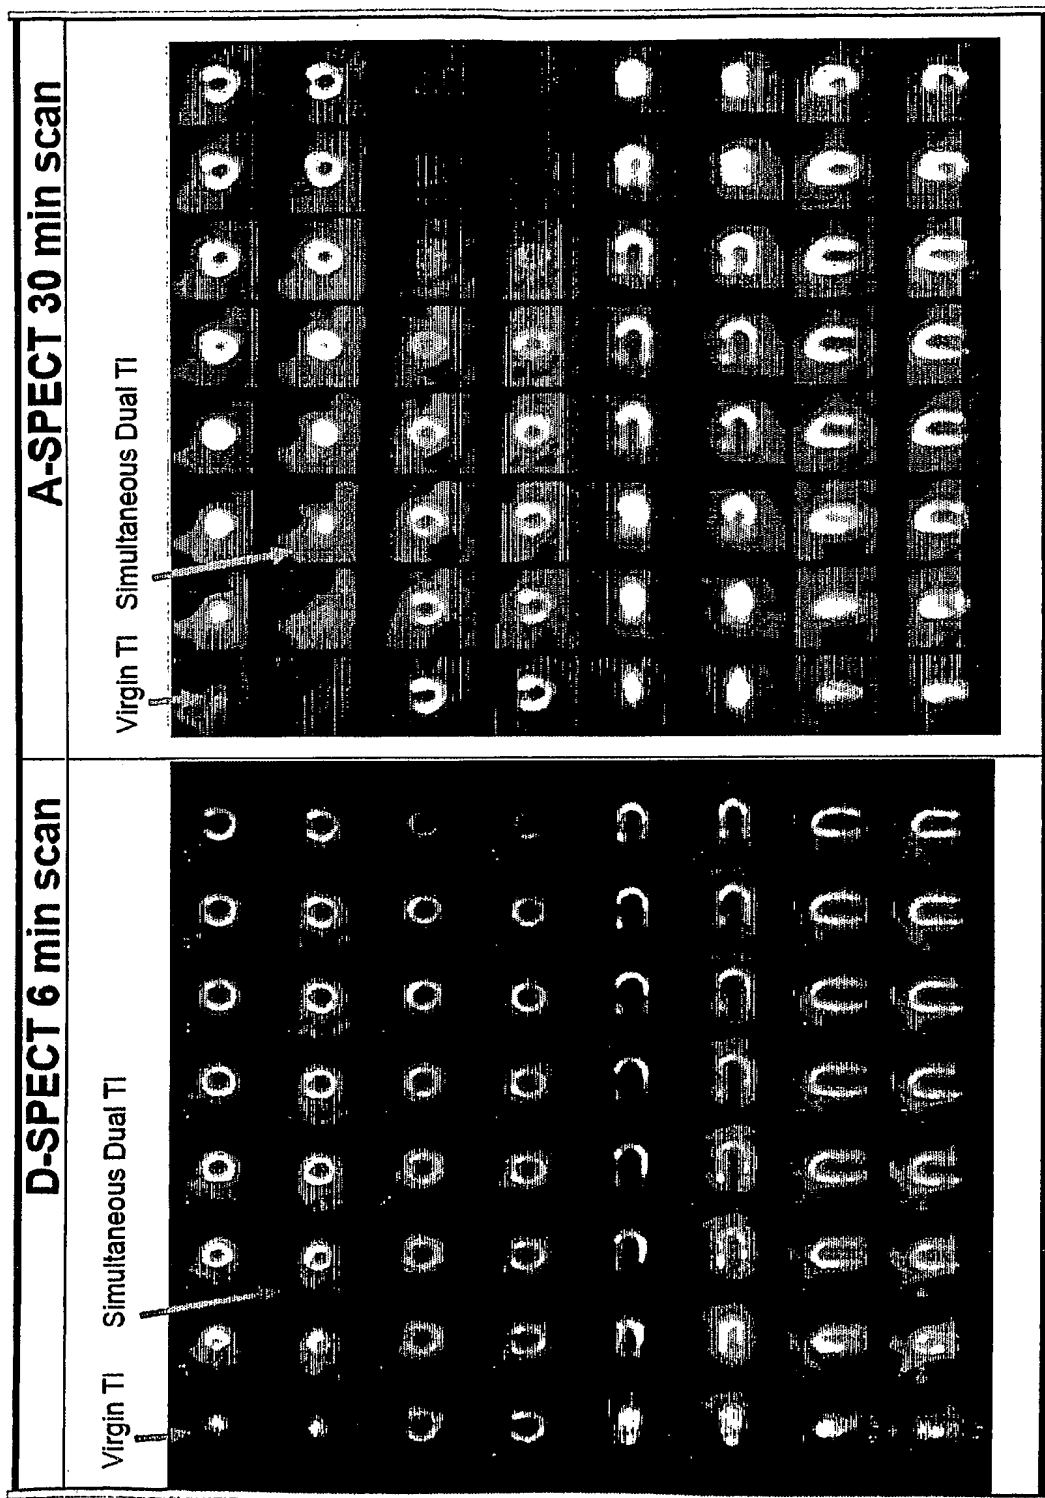 D-SPECT 6 min scan
A-SPECT 30 min scan
Virgin Tl
Simultaneous Dual Tl
Virgin Tl
Simultaneous Dual Tl